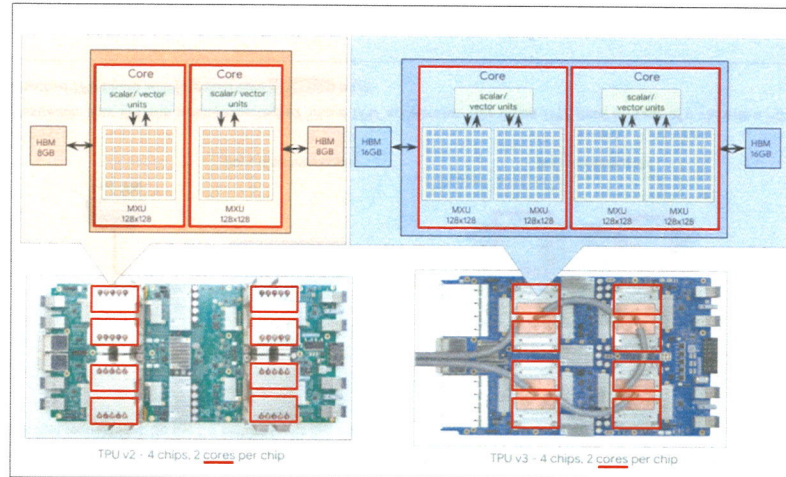 Core
Core
scalar/ vector
units
scalar/ vector
units
HBM
8GB
HBM
8GB
MXU
128x128
MXU
128x128
Core
Core
scalar/
vector units
scalar/
vector units
HBM
16GB
HBM
16GB
MXU
128x128
MXU
128x128
MXU
128x128
MXU
128x128
TPU v2 - 4 chips, 2 cores per chip
TPU v3 - 4 chips, 2 cores per chip